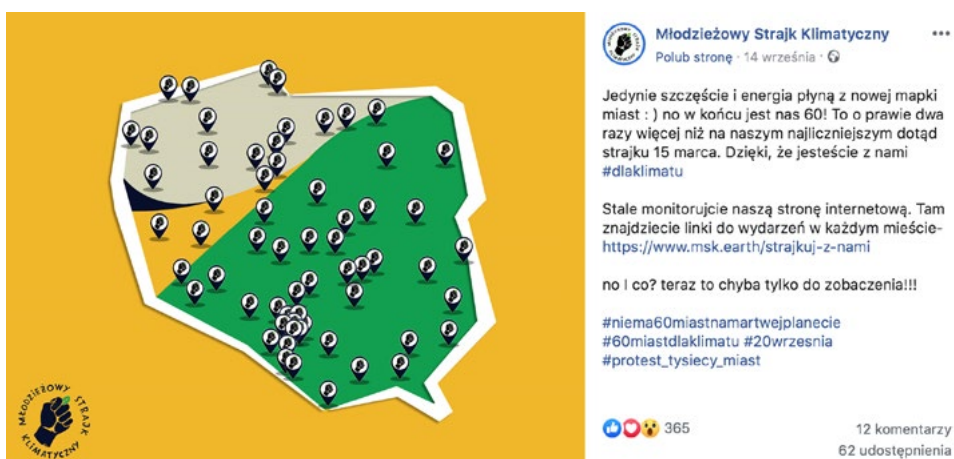 Młodzieżowy Strajk Klimatyczny
Polub stronę · 14 września ·
Jedynie szczęście i energia płyną z nowej mapki
miast : ) no w końcu jest nas 60! To o prawie dwa
razy więcej niż na naszym najliczniejszym dotąd
strajku 15 marca. Dzięki, że jesteście z nami
#dlaklimatu
Stale monitorujcie naszą stronę internetową. Tam
znajdziecie linki do wydarzeń w każdym mieście-
https://www.msk.earth/strajkuj-z-nami
no I co? teraz to chyba tylko do zobaczenia!!!
#niema60miastnamartwejplanecie
#60miastdlaklimatu #20wrzesnia
#protest_tysiecy_miast
365
12 komentarzy
62 udostępnienia
MŁODZIEŻOWY STRAJK
KLIMATYCZNY